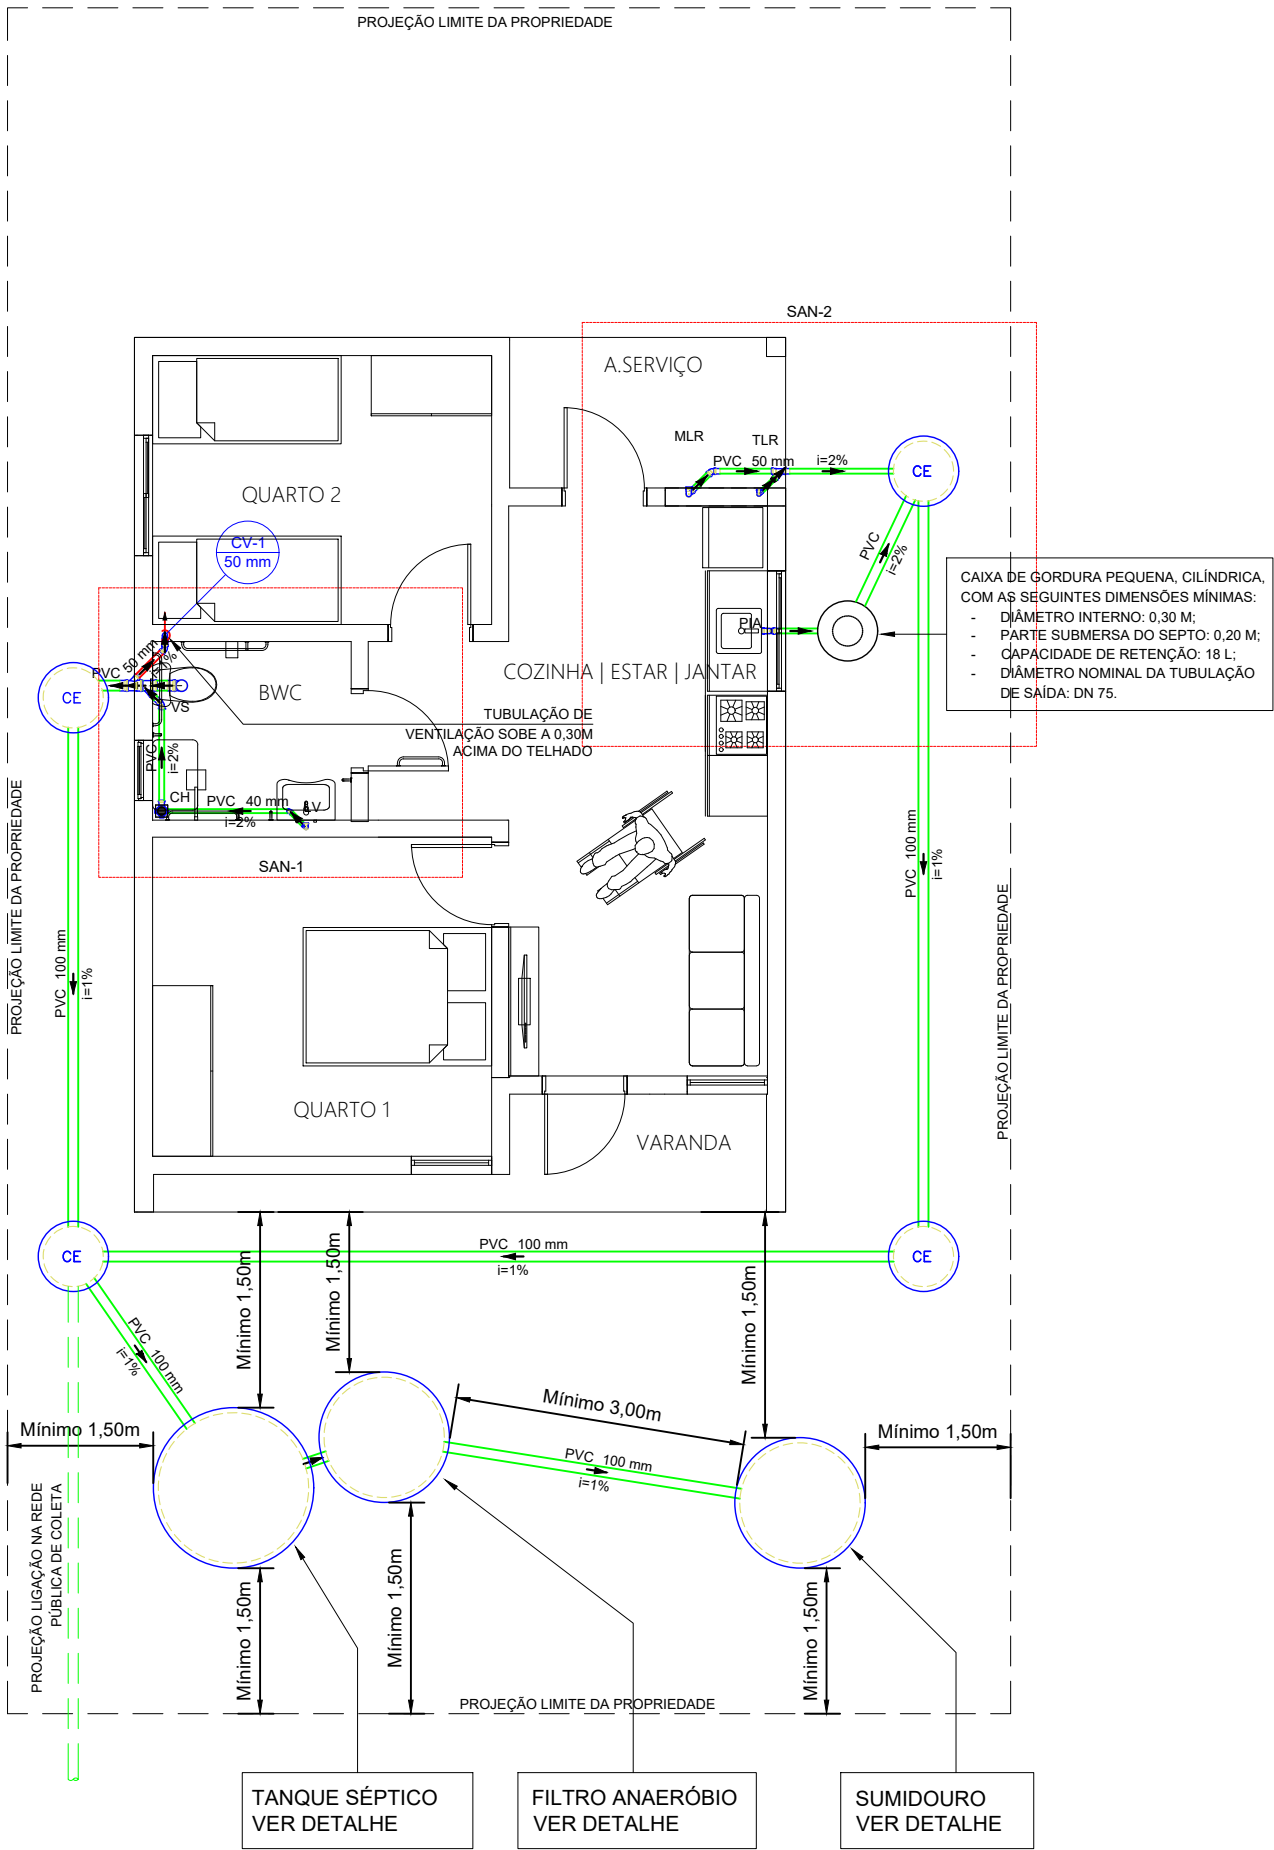 PROJEÇÃO LIMITE DA PROPRIEDADE
SAN-2
A.SERVIÇO
MLR
TLR
PVC 50 mm
i=2%
CE
QUARTO 2
CV-1
50 mm
PVC
i=2%
CAIXA DE GORDURA PEQUENA, CILÍNDRICA,
COM AS SEGUINTES DIMENSÕES MÍNIMAS:
- DIÂMETRO INTERNO: 0,30 M;
- PARTE SUBMERSA DO SEPTO: 0,20 M;
- CAPACIDADE DE RETENÇÃO: 18 L;
- DIÂMETRO NOMINAL DA TUBULAÇÃO
DE SAÍDA: DN 75.
PIA
COZINHA | ESTAR | JANTAR
PVC 50 mm
CE
BWC
VS
TUBULAÇÃO DE
VENTILAÇÃO SOBE A 0,30M
ACIMA DO TELHADO
PVC
i=2%
CH
PVC 40 mm
i=2%
LV
SAN-1
PROJEÇÃO LIMITE DA PROPRIEDADE
PVC 100 mm
i=1%
PVC 100 mm
i=1%
PROJEÇÃO LIMITE DA PROPRIEDADE
QUARTO 1
VARANDA
CE
PVC 100 mm
i=1%
CE
Mínimo 1,50m
Mínimo 1,50m
Mínimo 1,50m
PVC 100 mm
i=1%
Mínimo 1,50m
Mínimo 3,00m
PVC 100 mm
i=1%
Mínimo 1,50m
PROJEÇÃO LIGAÇÃO NA REDE
PÚBLICA DE COLETA
Mínimo 1,50m
Mínimo 1,50m
Mínimo 1,50m
PROJEÇÃO LIMITE DA PROPRIEDADE
TANQUE SÉPTICO
VER DETALHE
FILTRO ANAERÓBIO
VER DETALHE
SUMIDOURO
VER DETALHE